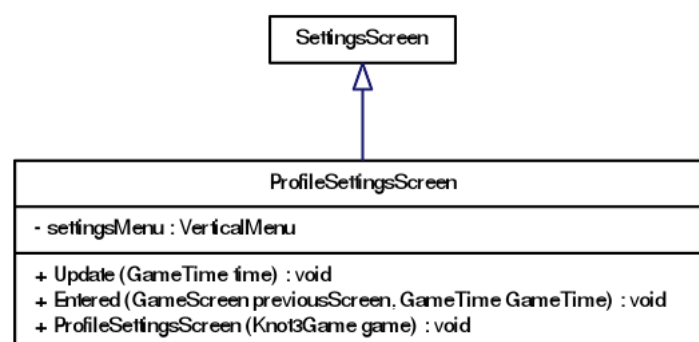 SettingsScreen
ProfileSettingsScreen
- settingsMenu : VerticalMenu
+ Update (GameTime time) : void
+ Entered (GameScreen previousScreen, GameTime GameTime) : void
+ ProfileSettingsScreen (Knot3Game game) : void